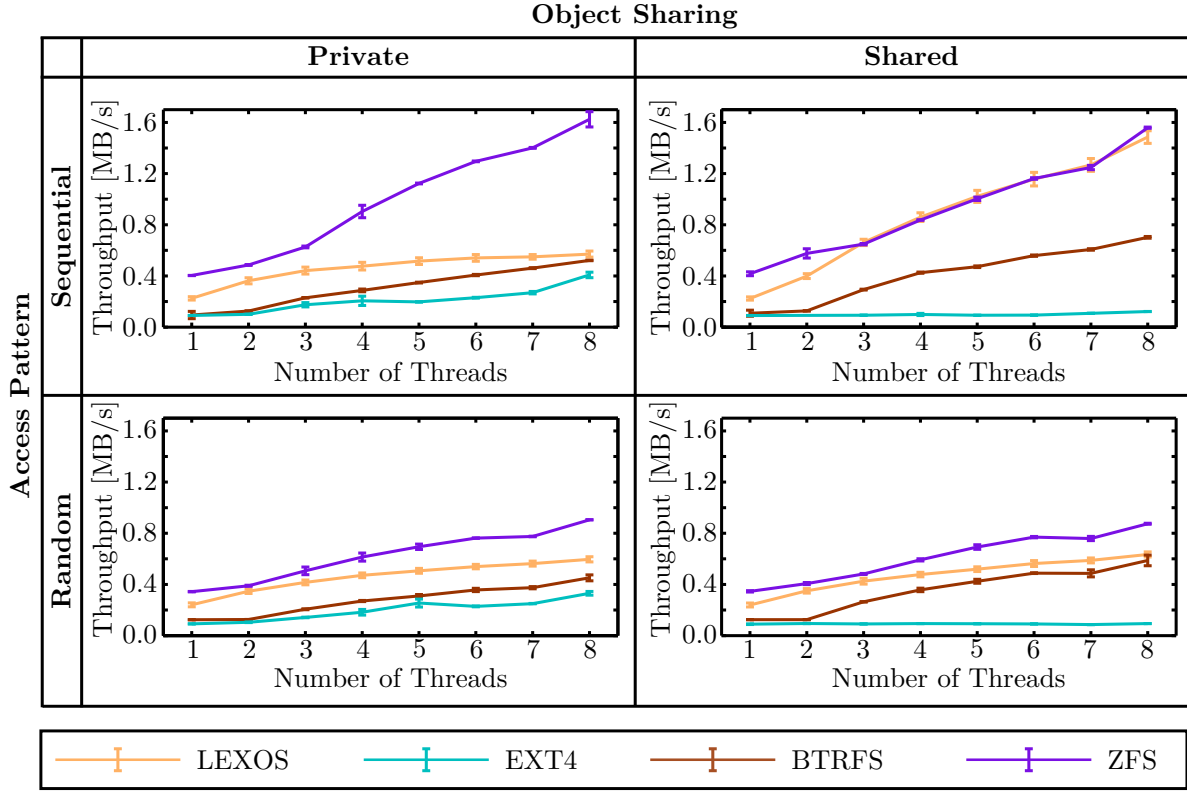 Object Sharing
Private Shared
Access Pattern
Sequential
Throughput [MB/s]
1.6
1.2
0.8
0.4
0.0
1 2 3 4 5 6 7 8
Number of Threads
Throughput [MB/s]
1.6
1.2
0.8
0.4
0.0
1 2 3 4 5 6 7 8
Number of Threads
Random
Throughput [MB/s]
1.6
1.2
0.8
0.4
0.0
1 2 3 4 5 6 7 8
Number of Threads
Throughput [MB/s]
1.6
1.2
0.8
0.4
0.0
1 2 3 4 5 6 7 8
Number of Threads
LEXOS EXT4 BTRFS ZFS